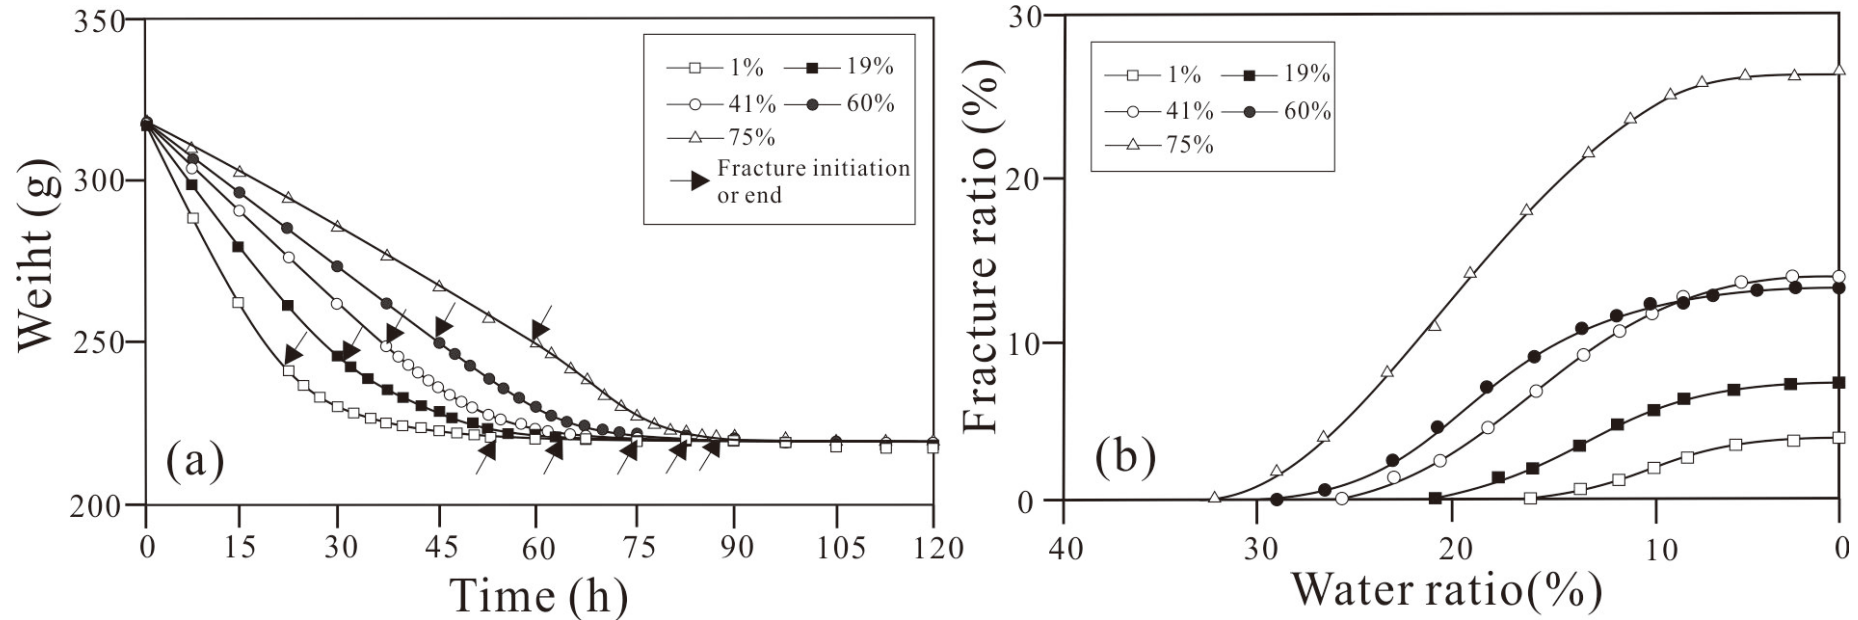 350
300
250
200
Weiht (g)
1% 19%
41% 60%
75%
Fracture initiation
or end
(a)
0 15 30 45 60 75 90 105 120
Time (h)
30
20
10
0
Fracture ratio (%)
1% 19%
41% 60%
75%
(b)
40 30 20 10 0
Water ratio(%)